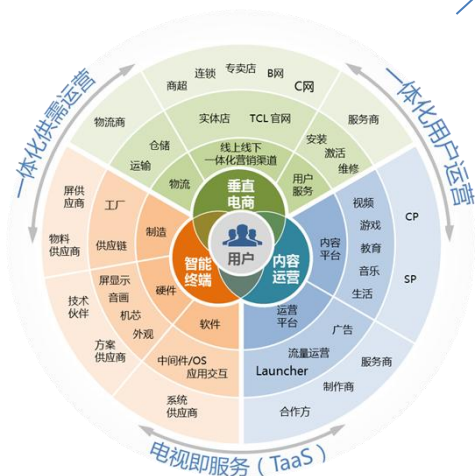 一体化供需运营
一体化用户运营
电视即服务(TaaS)
商超
连锁
专卖店
B网
C网
物流商
服务商
实体店
TCL 官网
仓储
运输
安装
激活
维修
线上线下
一体化营销渠道
物流
用户
服务
垂直
电商
用户
智能
终端
内容
运营
屏供
应商
物料
供应商
工厂
供应链
制造
技术
伙伴
方案
供应商
屏显示
音画
机芯
外观
硬件
软件
中间件/OS
应用交互
系统
供应商
内容
平台
视频
游戏
教育
音乐
生活
CP
SP
运营
平台
广告
流量运营
Launcher
服务商
制作商
合作方